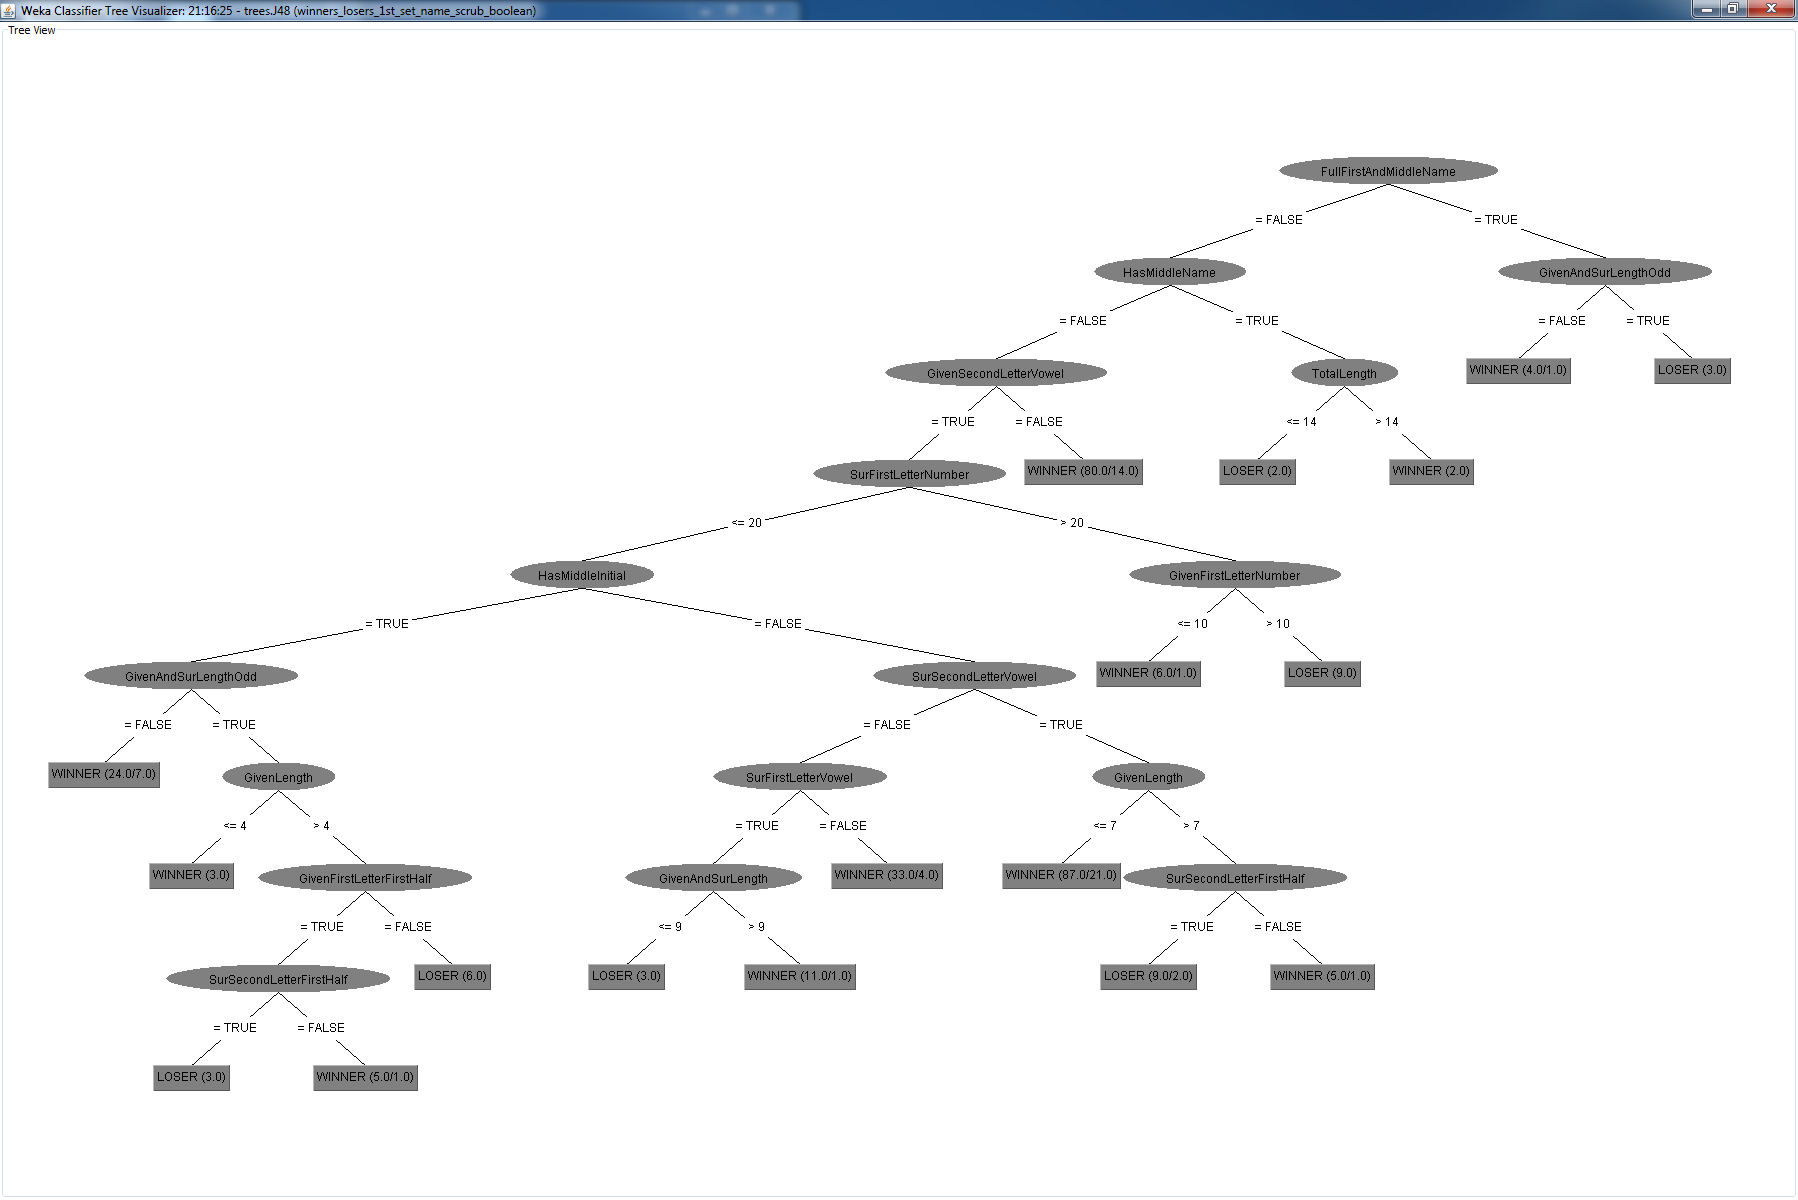 Weka Classifier Tree Visualizer: 21:16:25 - trees.J48 (winners_losers_1st_set_name_scrub_boolean)
Tree View
FullFirstAndMiddleName
= FALSE = TRUE
HasMiddleName GivenAndSurLengthOdd
= FALSE = TRUE = FALSE = TRUE
GivenSecondLetterVowel TotalLength WINNER (4.0/1.0) LOSER (3.0)
= TRUE = FALSE <= 14 > 14
SurFirstLetterNumber WINNER (80.0/14.0) LOSER (2.0) WINNER (2.0)
<= 20 > 20
HasMiddleInitial GivenFirstLetterNumber
= TRUE = FALSE <= 10 > 10
GivenAndSurLengthOdd SurSecondLetterVowel WINNER (6.0/1.0) LOSER (9.0)
= FALSE = TRUE = FALSE = TRUE
WINNER (24.0/7.0) GivenLength SurFirstLetterVowel GivenLength
<= 4 > 4 = TRUE = FALSE <= 7 > 7
WINNER (3.0) GivenFirstLetterFirstHalf GivenAndSurLength WINNER (33.0/4.0) WINNER (87.0/21.0) SurSecondLetterFirstHalf
= TRUE = FALSE <= 9 > 9 = TRUE = FALSE
SurSecondLetterFirstHalf LOSER (6.0) LOSER (3.0) WINNER (11.0/1.0) LOSER (9.0/2.0) WINNER (5.0/1.0)
= TRUE = FALSE
LOSER (3.0) WINNER (5.0/1.0)